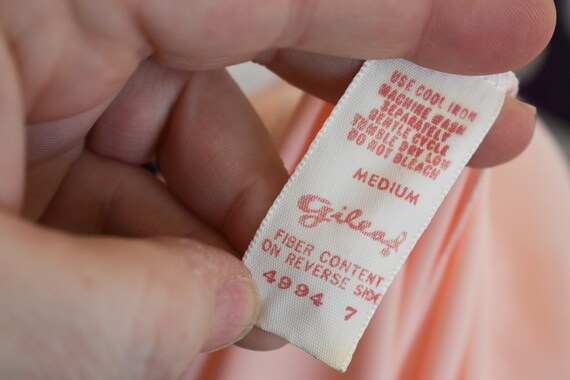 USE COOL IRON
MACHINE WASH
SEPARATELY
GENTLE CYCLE
TUMBLE DRY LOW
DO NOT BLEACH
MEDIUM
Gilead
FIBER CONTENT
ON REVERSE SIDE
4994 7